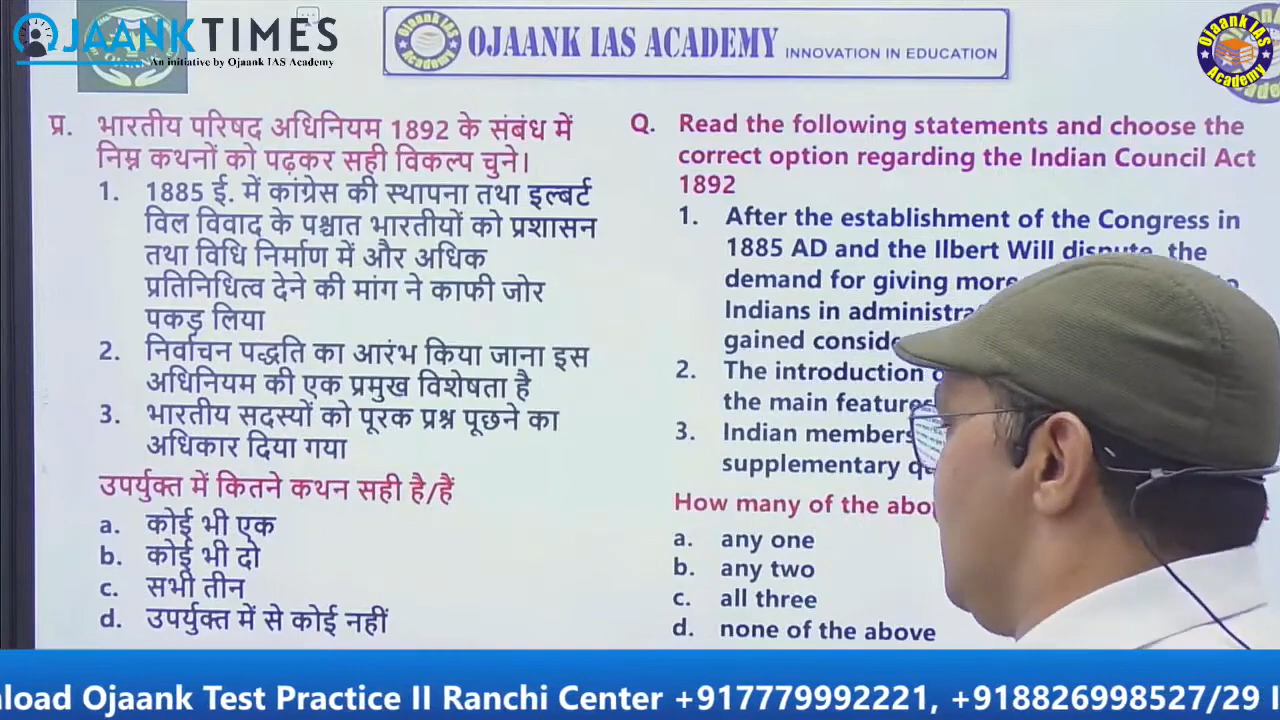 OJAANKTIMES
An initiative by Ojaank IAS Academy
OJAANK IAS ACADEMY INNOVATION IN EDUCATION
Ojaank IAS
Academy
प्र. भारतीय परिषद अधिनियम 1892 के संबंध में
निम्न कथनों को पढ़कर सही विकल्प चुने।
1. 1885 ई. में कांग्रेस की स्थापना तथा इल्बर्ट
विल विवाद के पश्चात भारतीयों को प्रशासन
तथा विधि निर्माण में और अधिक
प्रतिनिधित्व देने की मांग ने काफी जोर
पकड़ लिया
2. निर्वाचन पद्धति का आरंभ किया जाना इस
अधिनियम की एक प्रमुख विशेषता है
3. भारतीय सदस्यों को पूरक प्रश्न पूछने का
अधिकार दिया गया
उपर्युक्त में कितने कथन सही है/हैं
a. कोई भी एक
b. कोई भी दो
c. सभी तीन
d. उपर्युक्त में से कोई नहीं
Q. Read the following statements and choose the
correct option regarding the Indian Council Act
1892
1. After the establishment of the Congress in
1885 AD and the Ilbert Will dispute, the
demand for giving more
Indians in
gained
2. The introduction
the main
3. Indian members
supplementary
How many of the
a. any one
b. any two
c. all three
d. none of the above
Ojaank Test Practice II Ranchi Center +917779992221, +918826998527/29